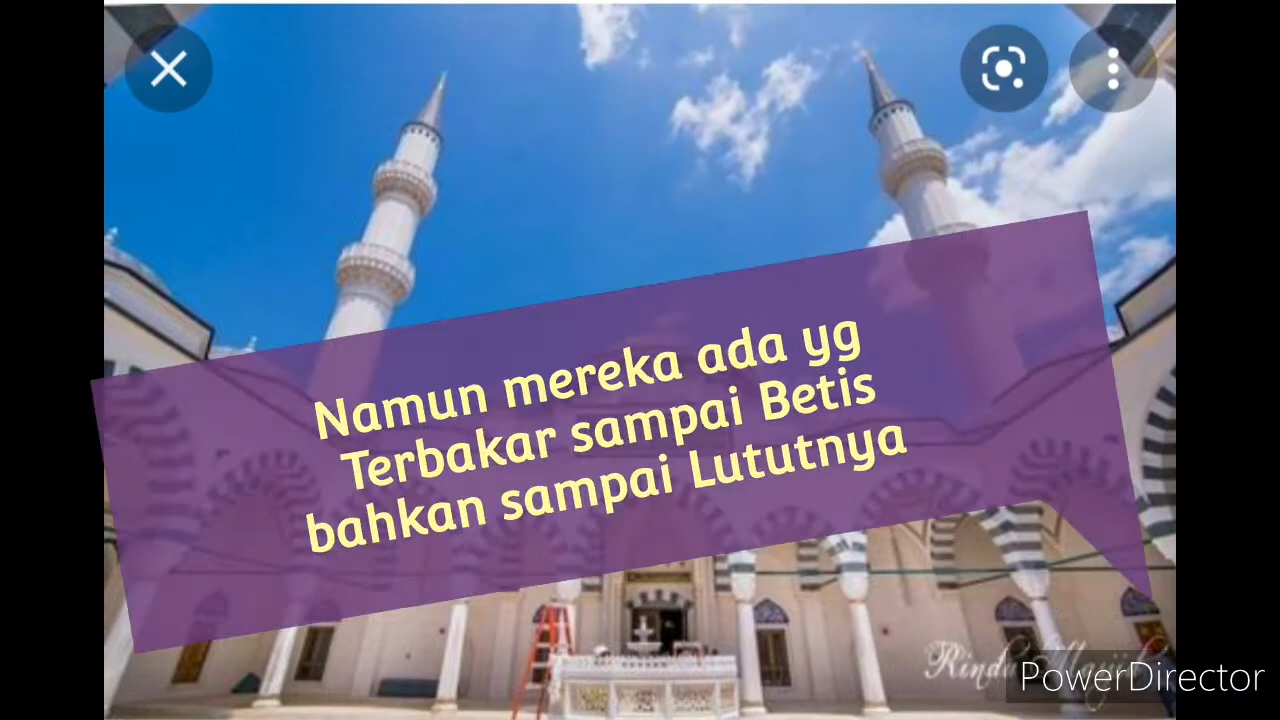 Namun mereka ada yg
Terbakar sampai Betis
bahkan sampai Lututnya
PowerDirector